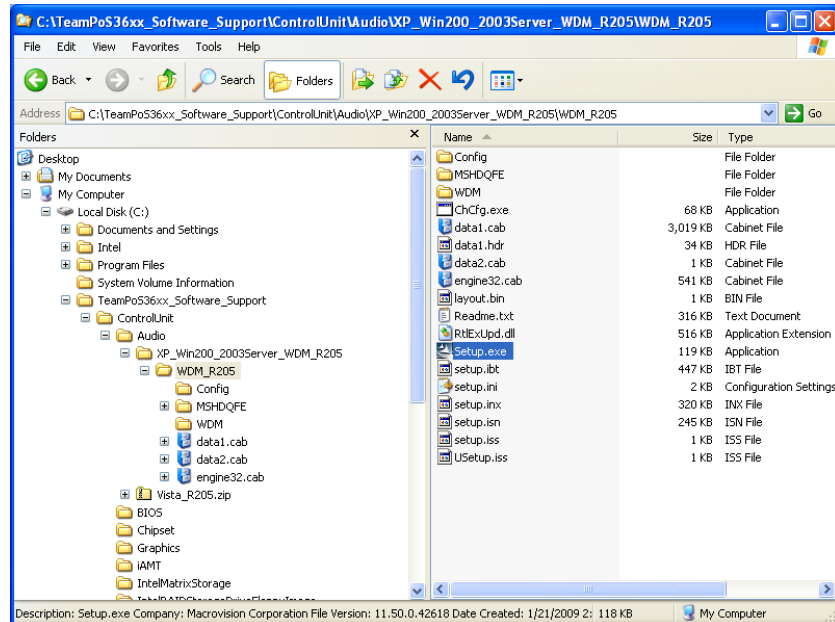 C:\TeamPoS36xx_Software_Support\ControlUnit\Audio\XP_Win200_2003Server_WDM_R205\WDM_R205
File Edit View Favorites Tools Help
Back Search Folders
Address C:\TeamPoS36xx_Software_Support\ControlUnit\Audio\XP_Win200_2003Server_WDM_R205\WDM_R205 Go
Folders x
Desktop
My Documents
My Computer
Local Disk (C:)
Documents and Settings
Intel
Program Files
System Volume Information
TeamPoS36xx_Software_Support
ControlUnit
Audio
XP_Win200_2003Server_WDM_R205
WDM_R205
Config
MSHDQFE
WDM
data1.cab
data2.cab
engine32.cab
Vista_R205.zip
BIOS
Chipset
Graphics
iAMT
IntelMatrixStorage
IntelRAIDStorageDriveFloppyImage
Name Size Type
Config File Folder
MSHDQFE File Folder
WDM File Folder
ChCfg.exe 68 KB Application
data1.cab 3,019 KB Cabinet File
data1.hdr 34 KB HDR File
data2.cab 1 KB Cabinet File
engine32.cab 541 KB Cabinet File
layout.bin 1 KB BIN File
Readme.txt 316 KB Text Document
RtlExUpd.dll 516 KB Application Extension
Setup.exe 119 KB Application
setup.ibt 447 KB IBT File
setup.ini 2 KB Configuration Settings
setup.inx 320 KB INX File
setup.isn 245 KB ISN File
setup.iss 1 KB ISS File
USetup.iss 1 KB ISS File
Description: Setup.exe Company: Macrovision Corporation File Version: 11.50.0.42618 Date Created: 1/21/2009 2: 118 KB My Computer